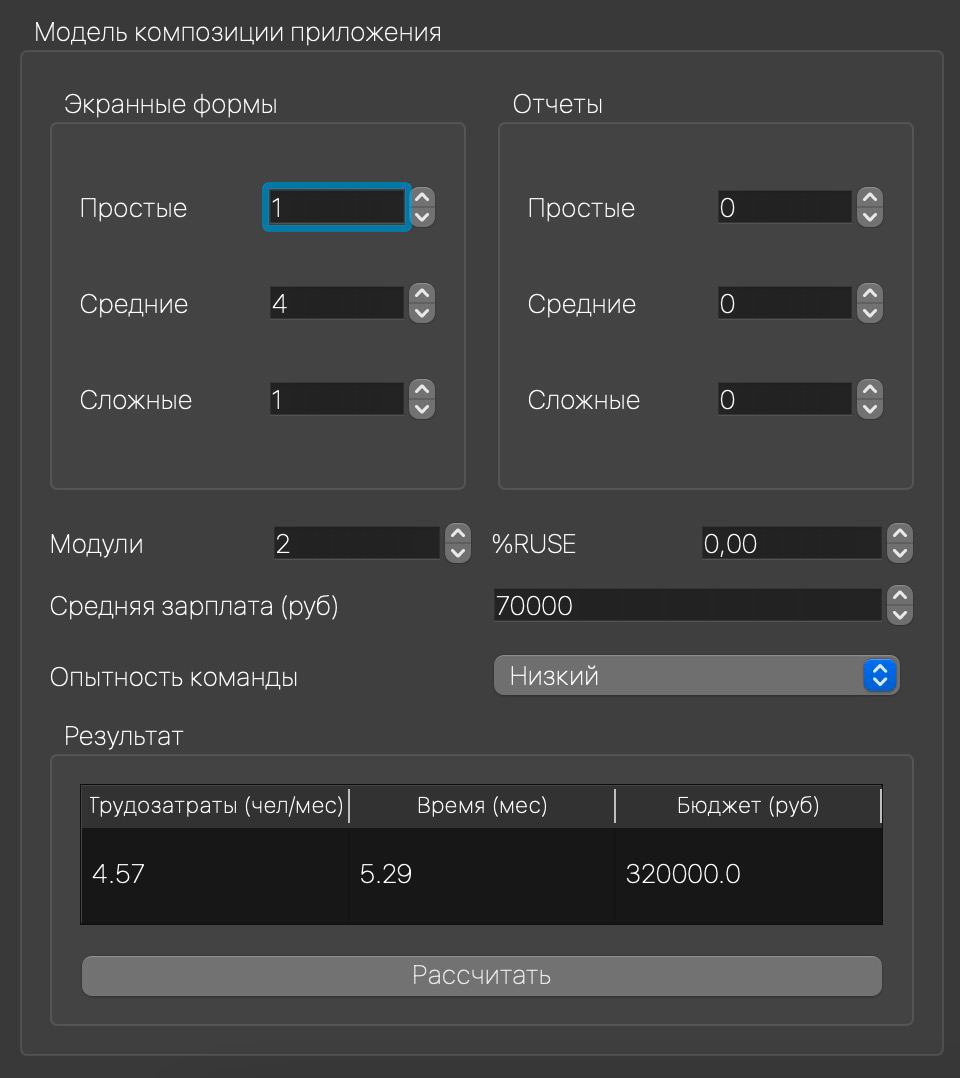 Модель композиции приложения
Экранные формы
Отчеты
Простые 1
Простые 0
Средние 4
Средние 0
Сложные 1
Сложные 0
Модули 2 %RUSE 0,00
Средняя зарплата (руб) 70000
Опытность команды Низкий
Результат
Трудозатраты (чел/мес) Время (мес) Бюджет (руб)
4.57 5.29 320000.0
Рассчитать